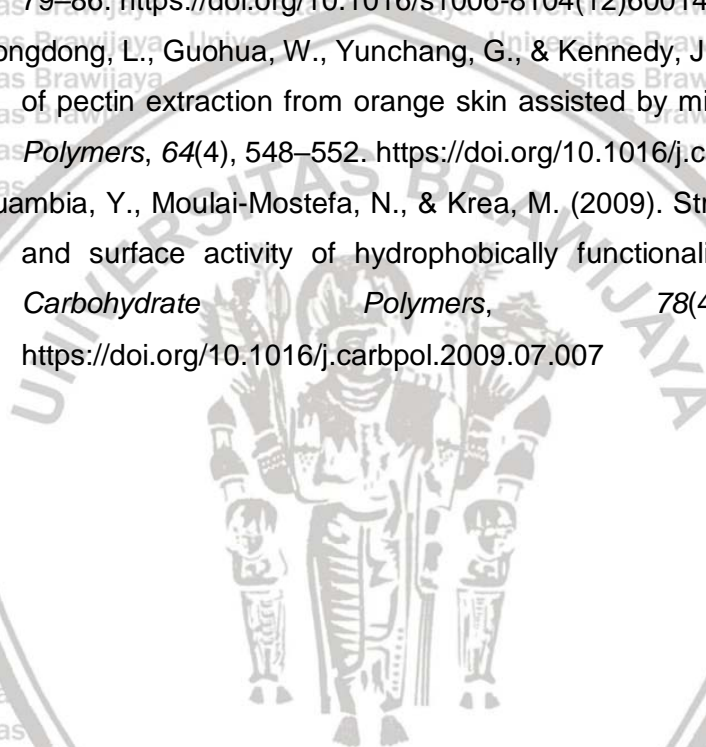 79–86. https://doi.org/10.1016/s1006-8104(12)60014
ongdong, L., Guohua, W., Yunchang, G., & Kennedy, J
of pectin extraction from orange skin assisted by mi
Polymers, 64(4), 548–552. https://doi.org/10.1016/j.c
uambia, Y., Moulai-Mostefa, N., & Krea, M. (2009). Str
and surface activity of hydrophobically functionali
Carbohydrate Polymers, 78(4
https://doi.org/10.1016/j.carbpol.2009.07.007
UNIVERSITAS BRAWIJAYA